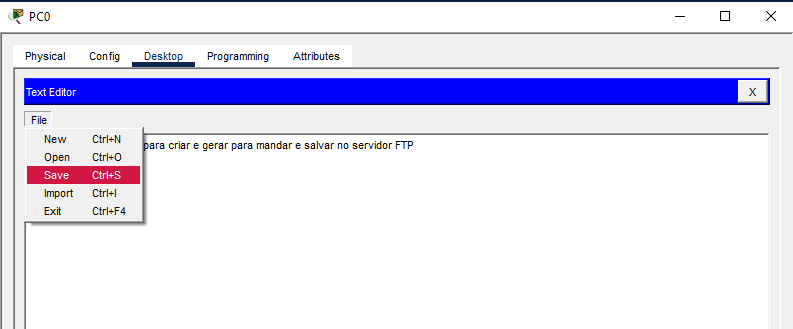 PC0
Physical Config Desktop Programming Attributes
Text Editor X
File
New Ctrl+N
Open Ctrl+O
Save Ctrl+S
Import Ctrl+I
Exit Ctrl+F4
para criar e gerar para mandar e salvar no servidor FTP